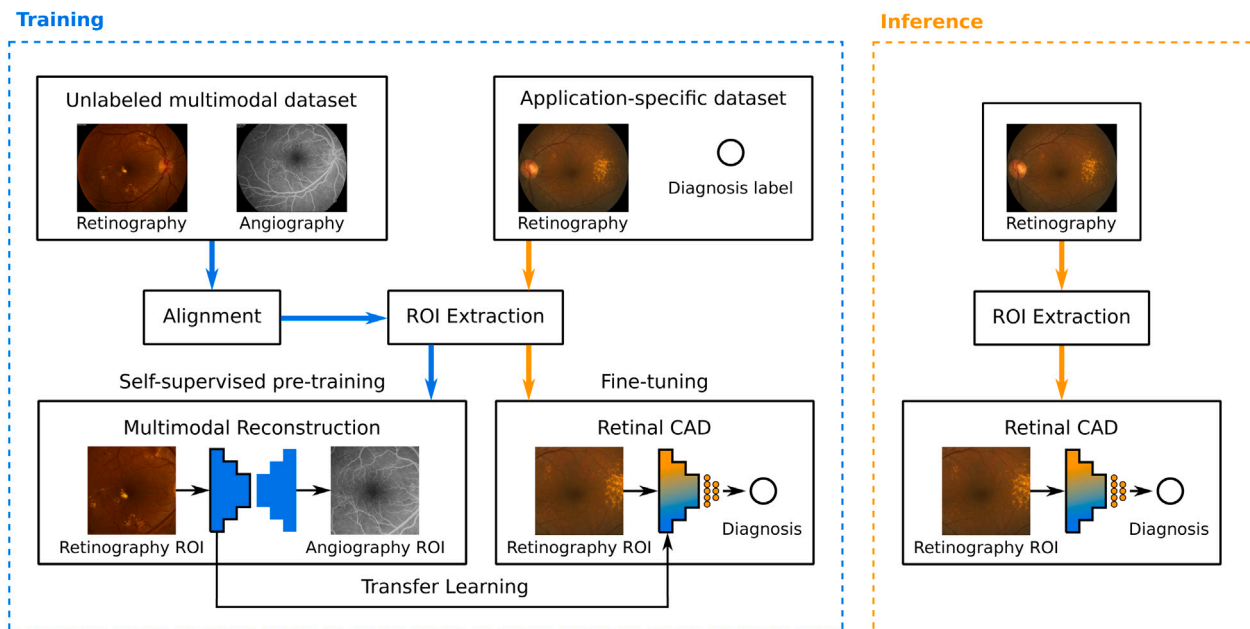 Training
Unlabeled multimodal dataset
Retinography
Angiography
Application-specific dataset
Retinography
Diagnosis label
Alignment
ROI Extraction
Self-supervised pre-training
Fine-tuning
Multimodal Reconstruction
Retinography ROI
Angiography ROI
Retinal CAD
Retinography ROI
Diagnosis
Transfer Learning
Inference
Retinography
ROI Extraction
Retinal CAD
Retinography ROI
Diagnosis